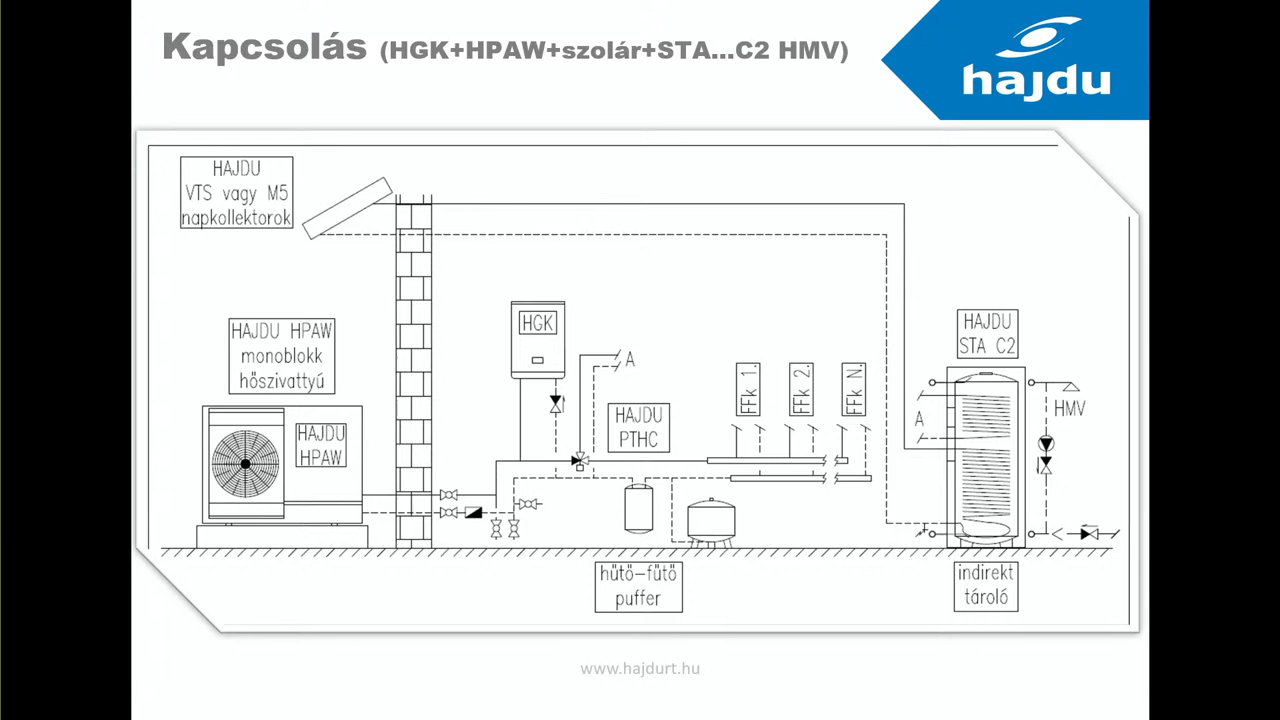 Kapcsolás (HGK+HPAW+szolár+STA...C2 HMV)
hajdu
HAJDU
VTS vagy M5
napkollektorok
HAJDU HPAW
monoblokk
hőszivattyú
HAJDU
HPAW
HGK
A
HAJDU
PTHC
FFk 1.
FFk 2.
FFk N.
HAJDU
STA C2
A
HMV
hűtő-fűtő
puffer
indirekt
tároló
www.hajdurt.hu